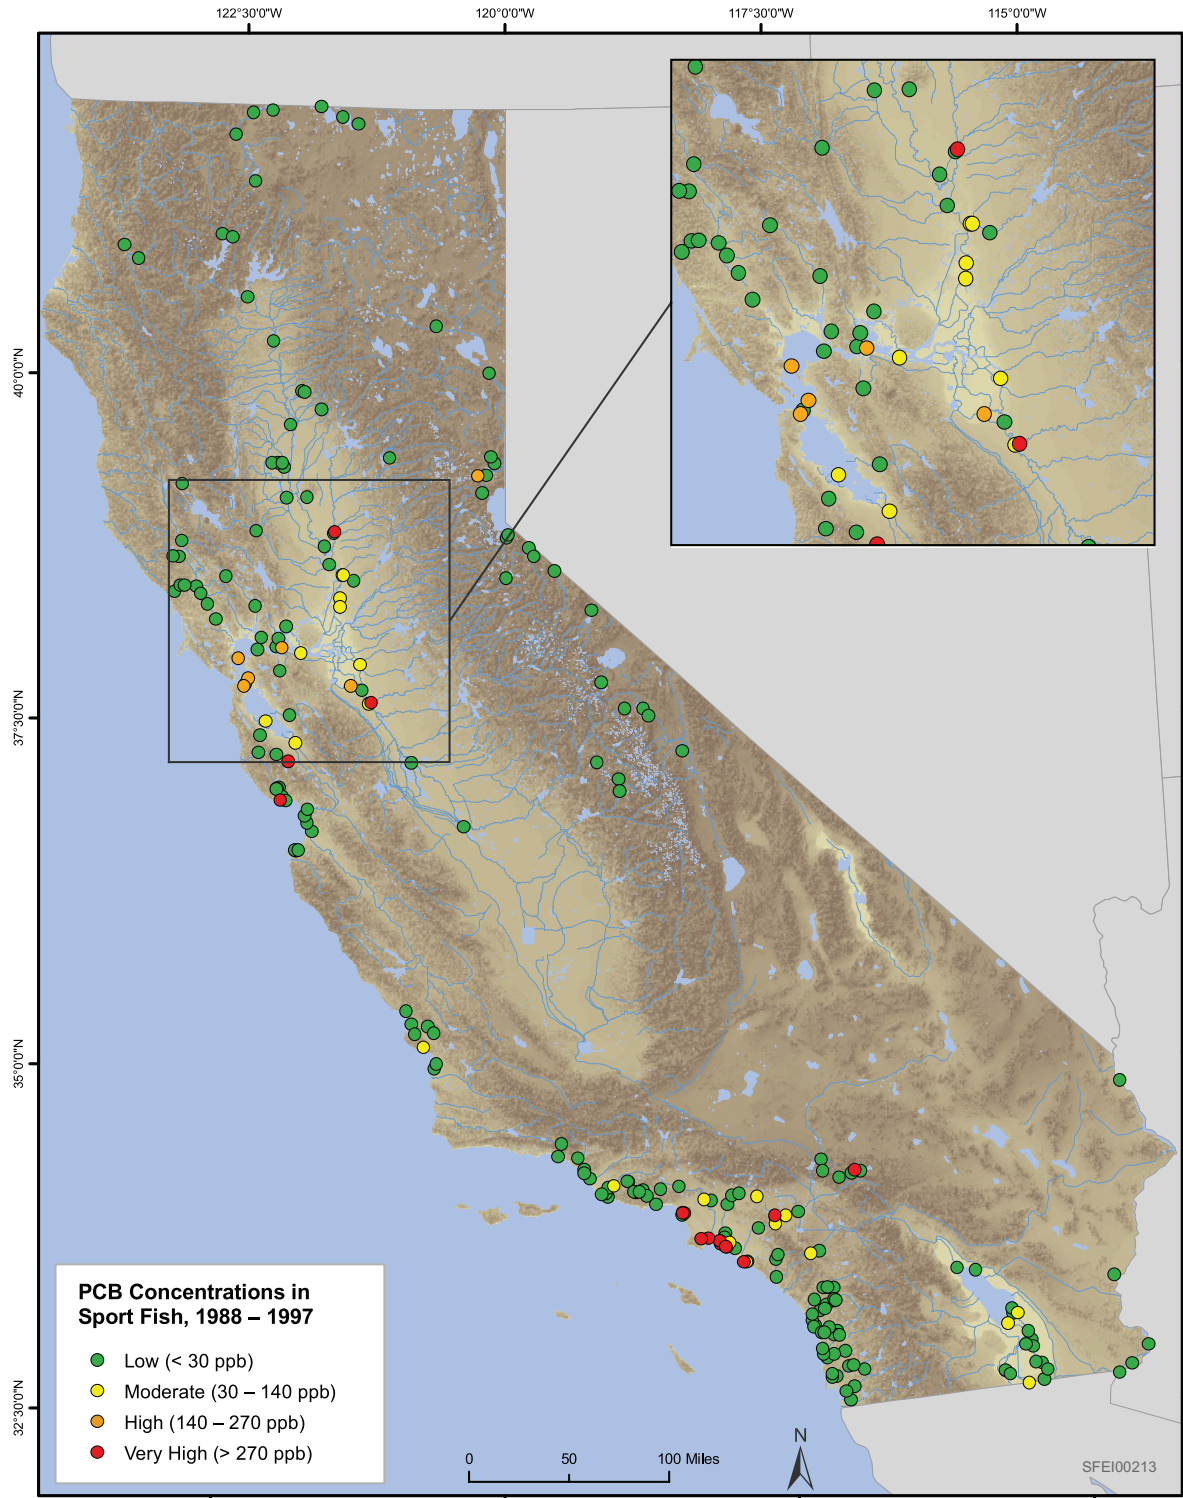 122°30'0"W
120°0'0"W
117°30'0"W
115°0'0"W
40°0'0"N
37°30'0"N
35°0'0"N
32°30'0"N
PCB Concentrations in
Sport Fish, 1988 – 1997
Low (< 30 ppb)
Moderate (30 – 140 ppb)
High (140 – 270 ppb)
Very High (> 270 ppb)
0 50 100 Miles
N
SFEI00213